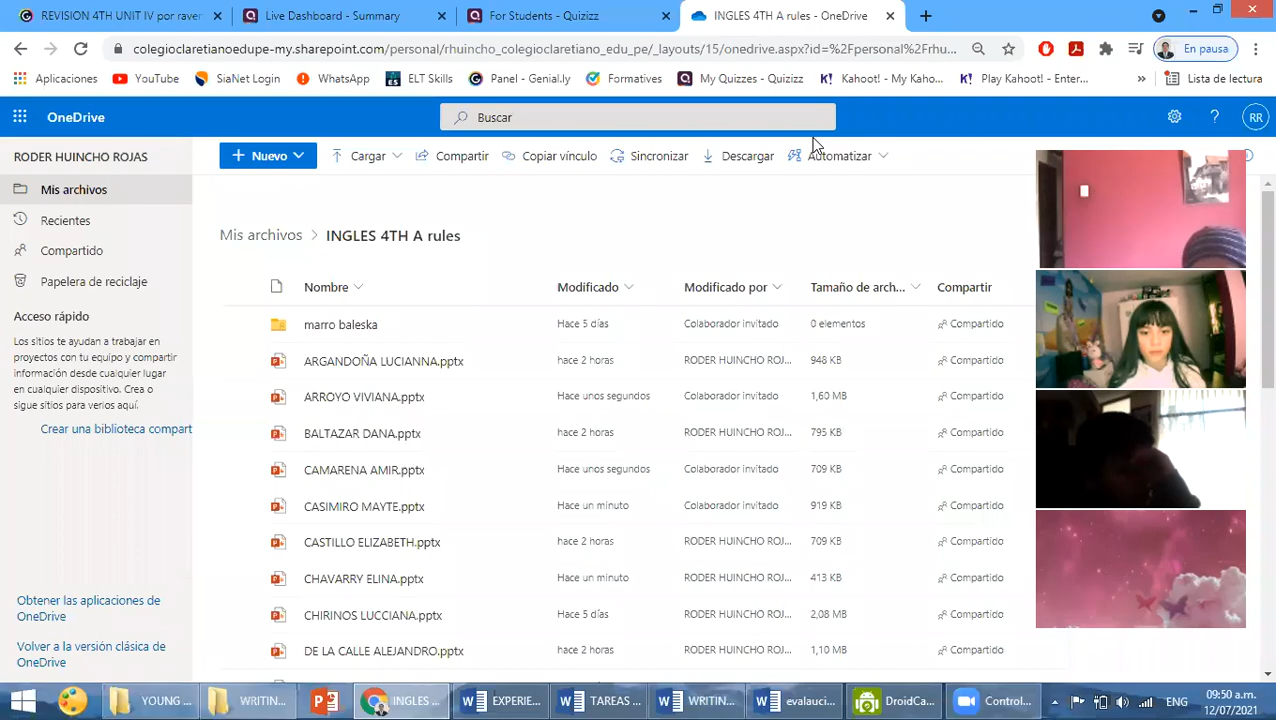 REVISION 4TH UNIT IV por raver
Live Dashboard - Summary
For Students - Quizizz
INGLES 4TH A rules - OneDrive
colegioclaretianoedupe-my.sharepoint.com/personal/rhuincho_colegioclaretiano_edu_pe/_layouts/15/onedrive.aspx?id=%2Fpersonal%2Frhu...
En pausa
Aplicaciones YouTube SiaNet Login WhatsApp ELT Skills Panel - Genial.ly Formatives My Quizzes - Quizizz Kahoot! - My Kaho... Play Kahoot! - Enter... » Lista de lectura
OneDrive
Buscar
? RR
RODER HUINCHO ROJAS
Mis archivos
Recientes
Compartido
Papelera de reciclaje
Acceso rápido
Los sitios te ayudan a trabajar en
proyectos con tu equipo y compartir
información desde cualquier lugar
en cualquier dispositivo. Crea o
sigue sitios para verlos aquí.
Crear una biblioteca compart
Obtener las aplicaciones de
OneDrive
Volver a la versión clásica de
OneDrive
+ Nuevo Cargar Compartir Copiar vínculo Sincronizar Descargar Automatizar
Mis archivos > INGLES 4TH A rules
Nombre Modificado Modificado por Tamaño de arch... Compartir
marro baleska Hace 5 días Colaborador invitado 0 elementos Compartido
ARGANDOÑA LUCIANNA.pptx hace 2 horas RODER HUINCHO ROJ... 948 KB Compartido
ARROYO VIVIANA.pptx Hace unos segundos Colaborador invitado 1,60 MB Compartido
BALTAZAR DANA.pptx hace 2 horas RODER HUINCHO ROJ... 795 KB Compartido
CAMARENA AMIR.pptx Hace unos segundos Colaborador invitado 709 KB Compartido
CASIMIRO MAYTE.pptx Hace un minuto Colaborador invitado 919 KB Compartido
CASTILLO ELIZABETH.pptx hace 2 horas RODER HUINCHO ROJ... 709 KB Compartido
CHAVARRY ELINA.pptx Hace un minuto RODER HUINCHO ROJ... 413 KB Compartido
CHIRINOS LUCCIANA.pptx Hace 5 días RODER HUINCHO ROJ... 2,08 MB Compartido
DE LA CALLE ALEJANDRO.pptx hace 2 horas RODER HUINCHO ROJ... 1,10 MB Compartido
YOUNG ... WRITIN... INGLES ... EXPERIE... TAREAS ... WRITIN... evalauci... DroidCa... Control... ENG
09:50 a.m.
12/07/2021